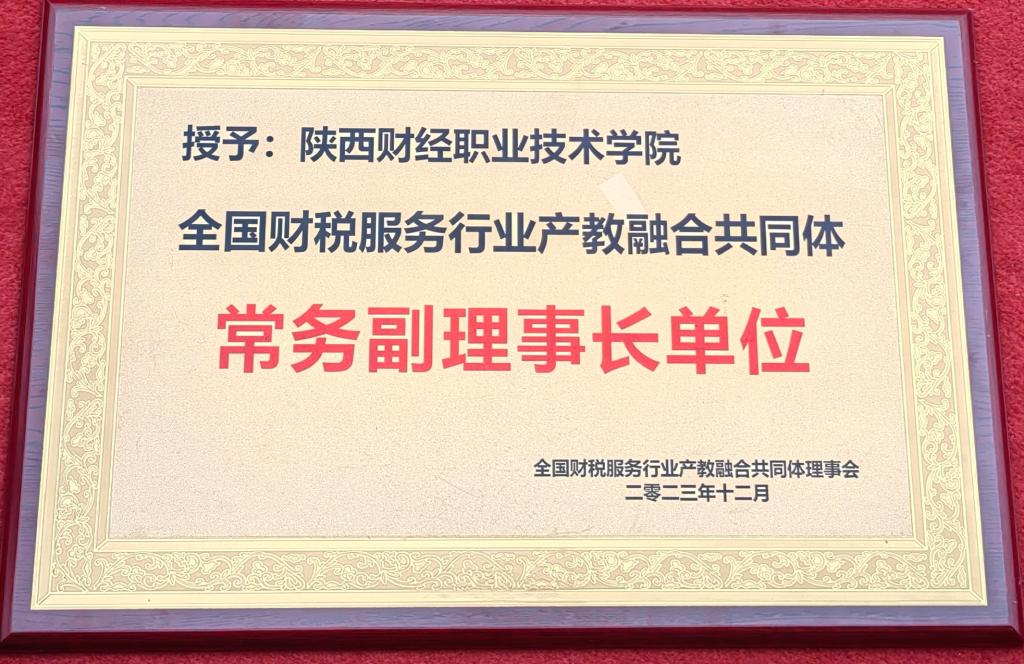 授予：陕西财经职业技术学院
全国财税服务行业产教融合共同体
常务副理事长单位
全国财税服务行业产教融合共同体理事会
二零二三年十二月